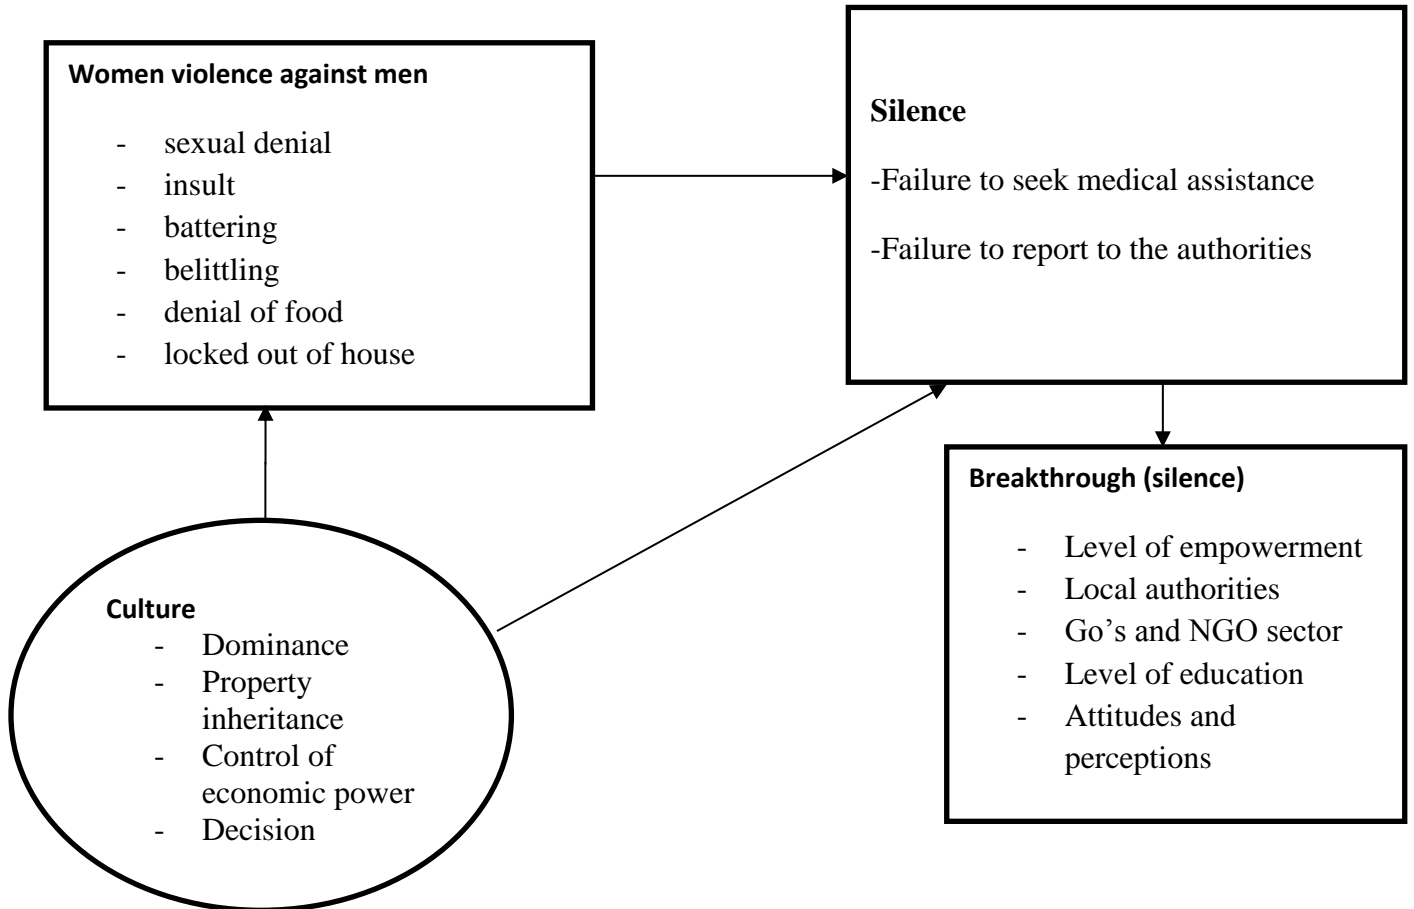 Women violence against men
- sexual denial
- insult
- battering
- belittling
- denial of food
- locked out of house
Silence
-Failure to seek medical assistance
-Failure to report to the authorities
Culture
- Dominance
- Property
inheritance
- Control of
economic power
- Decision
Breakthrough (silence)
- Level of empowerment
- Local authorities
- Go’s and NGO sector
- Level of education
- Attitudes and
perceptions